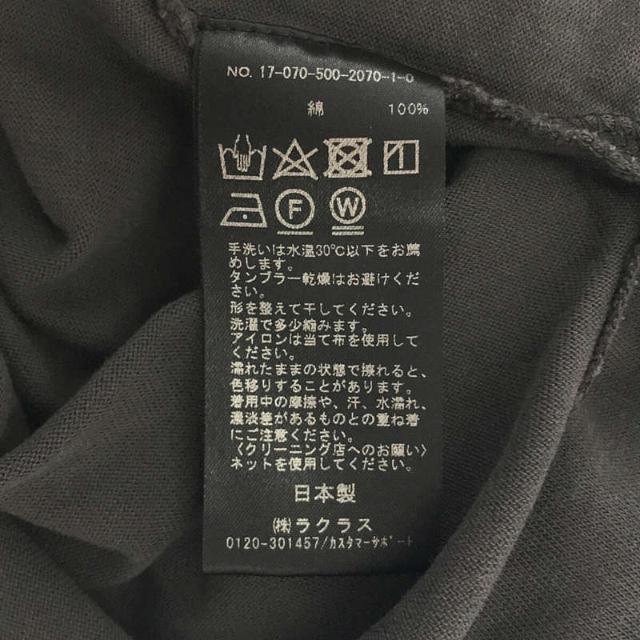 NO. 17-070-500-2070-1-0
綿 100%
F W
手洗いは水温30℃以下をお薦
めします。
タンブラー乾燥はお避けくだ
さい。
形を整えて干してください。
洗濯で多少縮みます。
アイロンは当て布を使用して
ください。
濡れたままの状態で擦れると、
色移りすることがあります。
着用中の摩擦や、汗、水濡れ、
濃淡差があるものとの重ね着
にご注意ください。
〈クリーニング店へのお願い〉
ネットを使用してください。
日本製
㈱ラクラス
0120-301457/カスタマーサポート